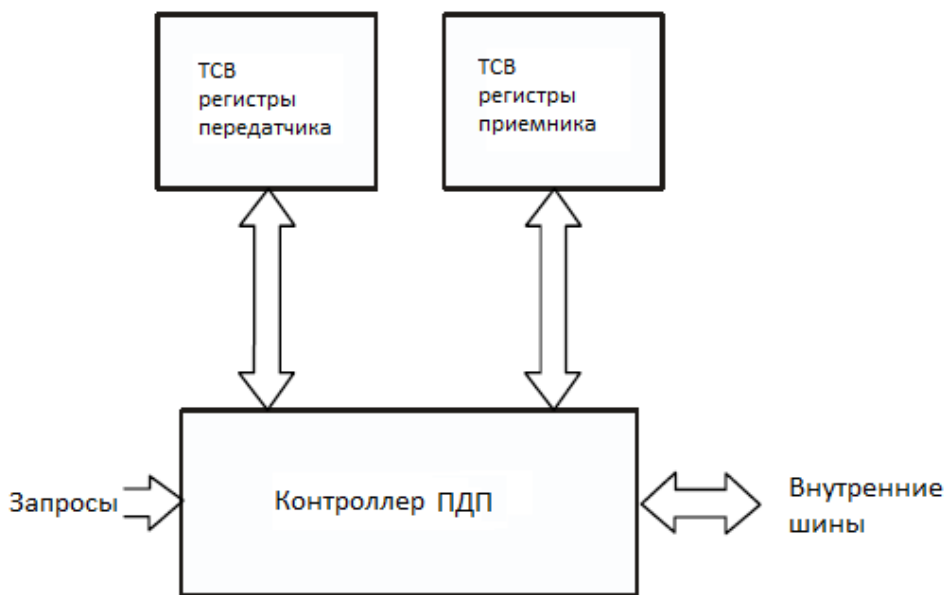 ТСВ
регистры
передатчика
ТСВ
регистры
приемника
Запросы
Контроллер ПДП
Внутренние
шины